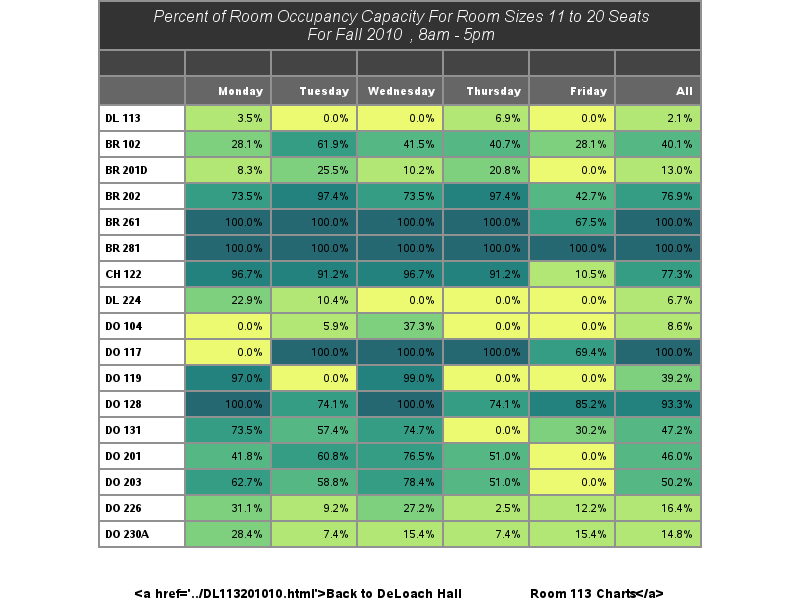 Percent of Room Occupancy Capacity For Room Sizes 11 to 20 Seats
For Fall 2010 , 8am - 5pm
Monday Tuesday Wednesday Thursday Friday All
DL 113 3.5% 0.0% 0.0% 6.9% 0.0% 2.1%
BR 102 28.1% 61.9% 41.5% 40.7% 28.1% 40.1%
BR 201D 8.3% 25.5% 10.2% 20.8% 0.0% 13.0%
BR 202 73.5% 97.4% 73.5% 97.4% 42.7% 76.9%
BR 261 100.0% 100.0% 100.0% 100.0% 67.5% 100.0%
BR 281 100.0% 100.0% 100.0% 100.0% 100.0% 100.0%
CH 122 96.7% 91.2% 96.7% 91.2% 10.5% 77.3%
DL 224 22.9% 10.4% 0.0% 0.0% 0.0% 6.7%
DO 104 0.0% 5.9% 37.3% 0.0% 0.0% 8.6%
DO 117 0.0% 100.0% 100.0% 100.0% 69.4% 100.0%
DO 119 97.0% 0.0% 99.0% 0.0% 0.0% 39.2%
DO 128 100.0% 74.1% 100.0% 74.1% 85.2% 93.3%
DO 131 73.5% 57.4% 74.7% 0.0% 30.2% 47.2%
DO 201 41.8% 60.8% 76.5% 51.0% 0.0% 46.0%
DO 203 62.7% 58.8% 78.4% 51.0% 0.0% 50.2%
DO 226 31.1% 9.2% 27.2% 2.5% 12.2% 16.4%
DO 230A 28.4% 7.4% 15.4% 7.4% 15.4% 14.8%
<a href='../DL113201010.html'>Back to DeLoach Hall Room 113 Charts</a>